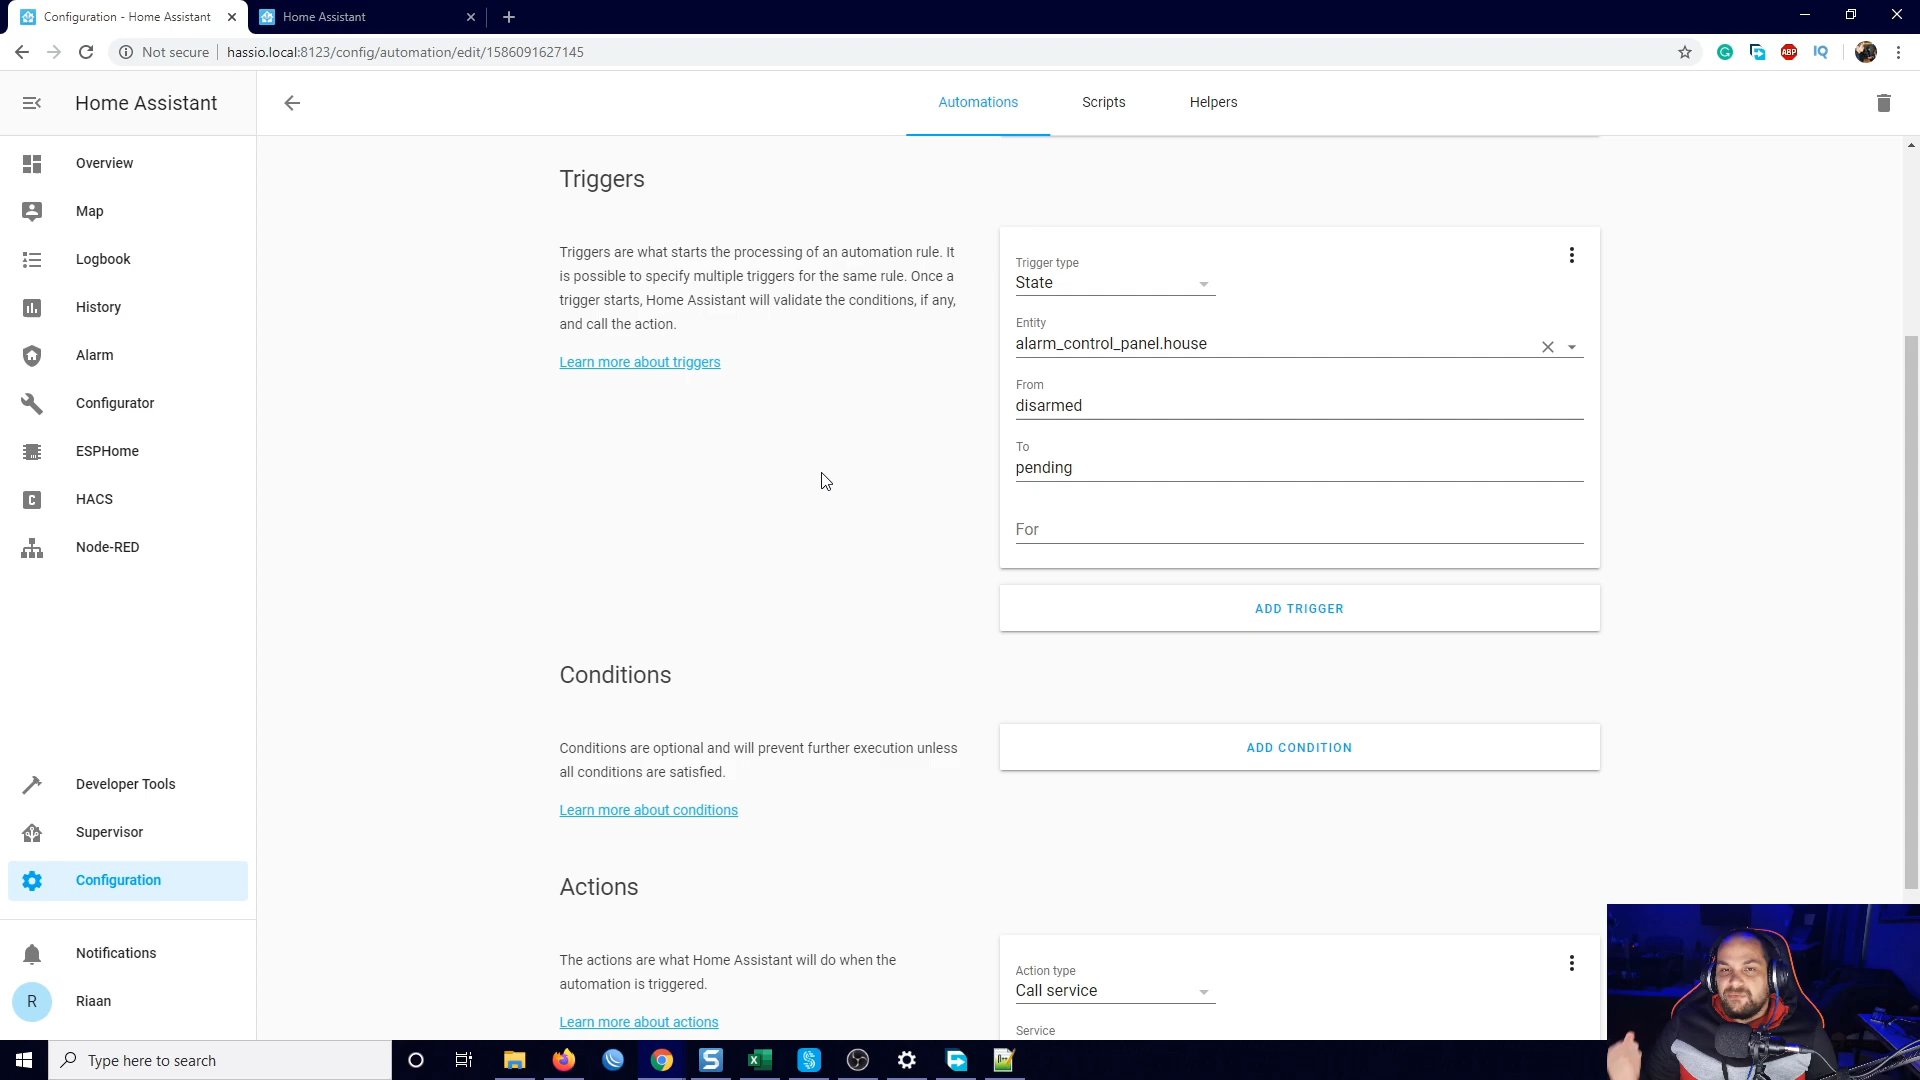 Configuration - Home Assistant
Home Assistant
Not secure
hassio.local:8123/config/automation/edit/1586091627145
ABP
IQ
Home Assistant
Automations
Scripts
Helpers
Overview
Map
Logbook
History
Alarm
Configurator
ESPHome
C
HACS
Node-RED
Developer Tools
Supervisor
Configuration
Notifications
R
Riaan
Triggers
Triggers are what starts the processing of an automation rule. It
is possible to specify multiple triggers for the same rule. Once a
trigger starts, Home Assistant will validate the conditions, if any,
and call the action.
Learn more about triggers
Trigger type
State
Entity
alarm_control_panel.house
From
disarmed
To
pending
For
ADD TRIGGER
Conditions
Conditions are optional and will prevent further execution unless
all conditions are satisfied.
Learn more about conditions
ADD CONDITION
Actions
The actions are what Home Assistant will do when the
automation is triggered.
Learn more about actions
Action type
Call service
Service
Type here to search